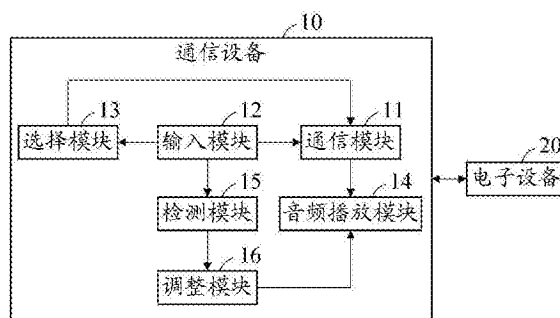 10
通信设备
13 12 11
选择模块 输入模块 通信模块
20
电子设备
15 14
检测模块 音频播放模块
16
调整模块